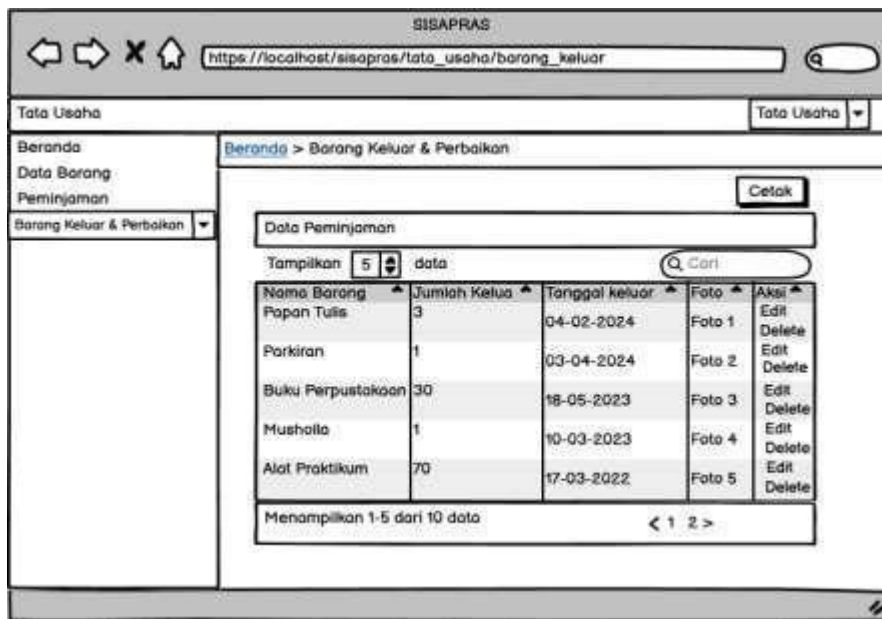 SISAPRAS
https://localhost/sisapras/tata_usaha/barang_keluar
Tata Usaha
Tata Usaha
Beranda
Data Barang
Peminjaman
Barang Keluar & Perbaikan
Beranda > Barang Keluar & Perbaikan
Cetak
Data Peminjaman
Tampilkan 5 data
Cari
Nama Barang Jumlah Kelua Tanggal keluar Foto Aksi
Papan Tulis 3 04-02-2024 Foto 1 Edit Delete
Parkiran 1 03-04-2024 Foto 2 Edit Delete
Buku Perpustakaan 30 18-05-2023 Foto 3 Edit Delete
Musholla 1 10-03-2023 Foto 4 Edit Delete
Alat Praktikum 70 17-03-2022 Foto 5 Edit Delete
Menampilkan 1-5 dari 10 data
< 1 2 >